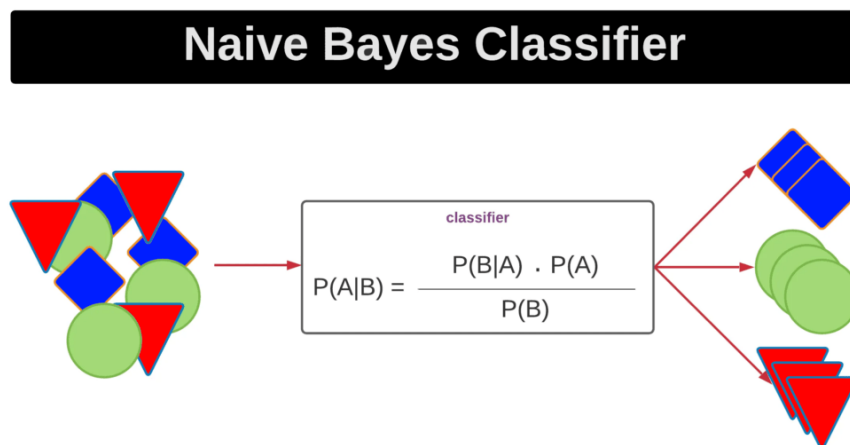 Naive Bayes Classifier
classifier
P(B|A) . P(A)
P(A|B) =
P(B)